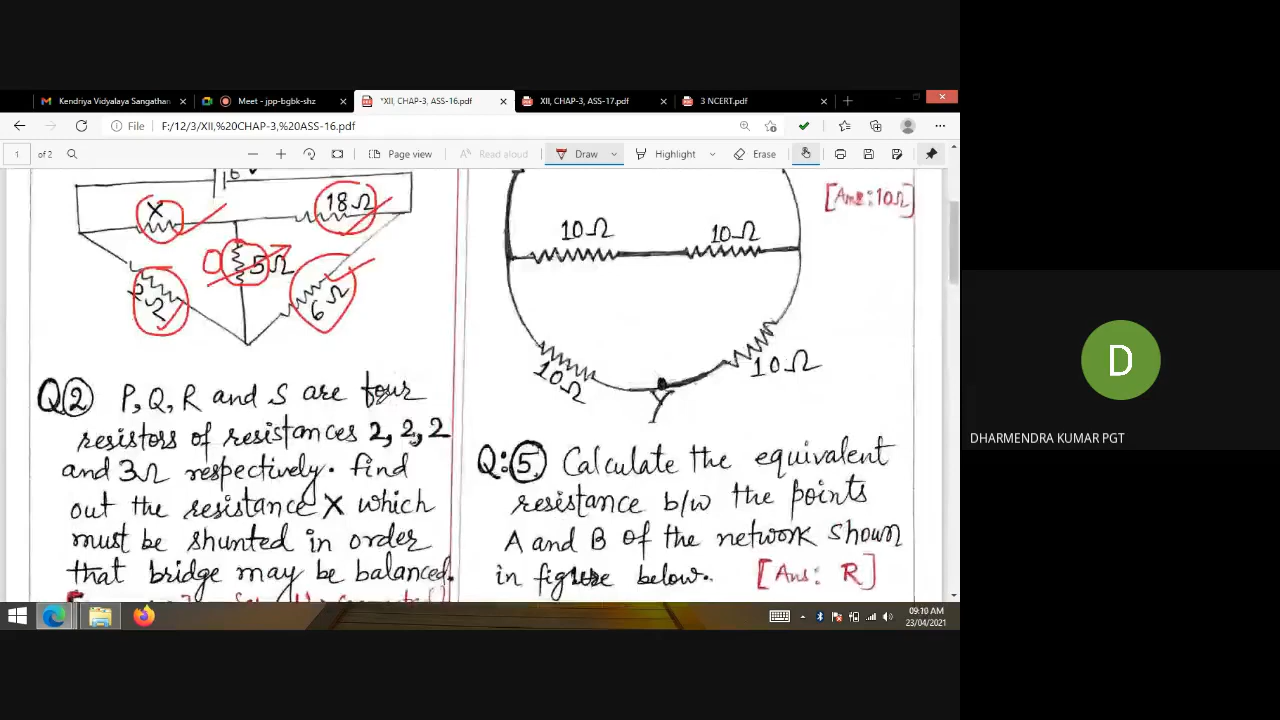 Kendriya Vidyalaya Sangathan
Meet - jpp-bgbk-shz
*XII, CHAP-3, ASS-16.pdf
XII, CHAP-3, ASS-17.pdf
3 NCERT.pdf
File
F:/12/3/XII,%20CHAP-3,%20ASS-16.pdf
1
of 2
Page view
Read aloud
Draw
Highlight
Erase
6 V
X
18Ω
0
5Ω
2Ω
6Ω
Q② P, Q, R and S are four
resistors of resistances 2, 2, 2
and 3Ω respectively. find
out the resistance X which
must be shunted in order
that bridge may be balanced.
[Ans:10Ω]
10Ω
10Ω
10Ω
10Ω
Y
Q:⑤ Calculate the equivalent
resistance b/w the points
A and B of the network shown
in figure below. [Ans: R]
D
DHARMENDRA KUMAR PGT
09:10 AM
23/04/2021